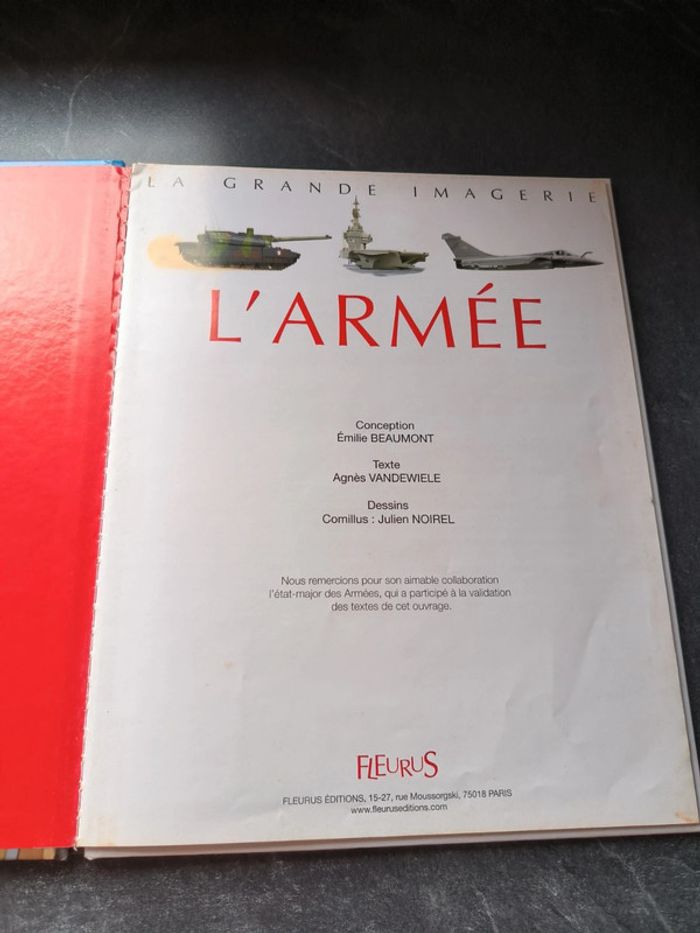 LA GRANDE IMAGERIE
L'ARMÉE
Conception
Émilie BEAUMONT
Texte
Agnès VANDEWIELE
Dessins
Cornillus : Julien NOIREL
Nous remercions pour son aimable collaboration
l'état-major des Armées, qui a participé à la validation
des textes de cet ouvrage.
FLEURUS
FLEURUS ÉDITIONS, 15-27, rue Moussorgski, 75018 PARIS
www.fleuruseditions.com